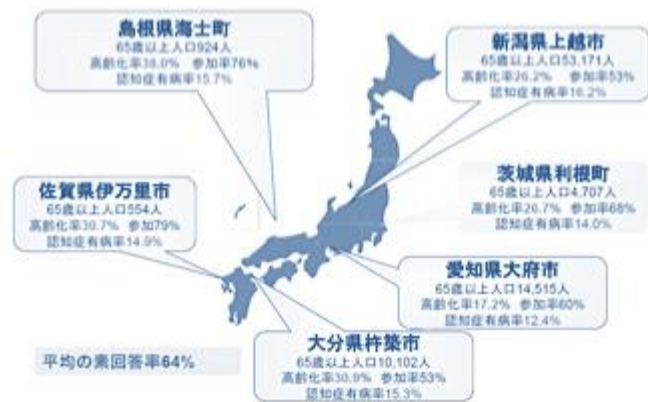 島根県海士町
65歳以上人口924人
高齢化率38.0% 参加率76%
認知症有病率15.7%
新潟県上越市
65歳以上人口53,171人
高齢化率26.2% 参加率53%
認知症有病率16.2%
茨城県利根町
65歳以上人口4,707人
高齢化率26.7% 参加率68%
認知症有病率14.0%
佐賀県伊万里市
65歳以上人口554人
高齢化率30.7% 参加79%
認知症有病率14.9%
愛知県大府市
65歳以上人口14,515人
高齢化率17.2% 参加率60%
認知症有病率12.4%
大分県杵築市
65歳以上人口10,102人
高齢化率30.9% 参加率53%
認知症有病率15.3%
平均の素回答率64%